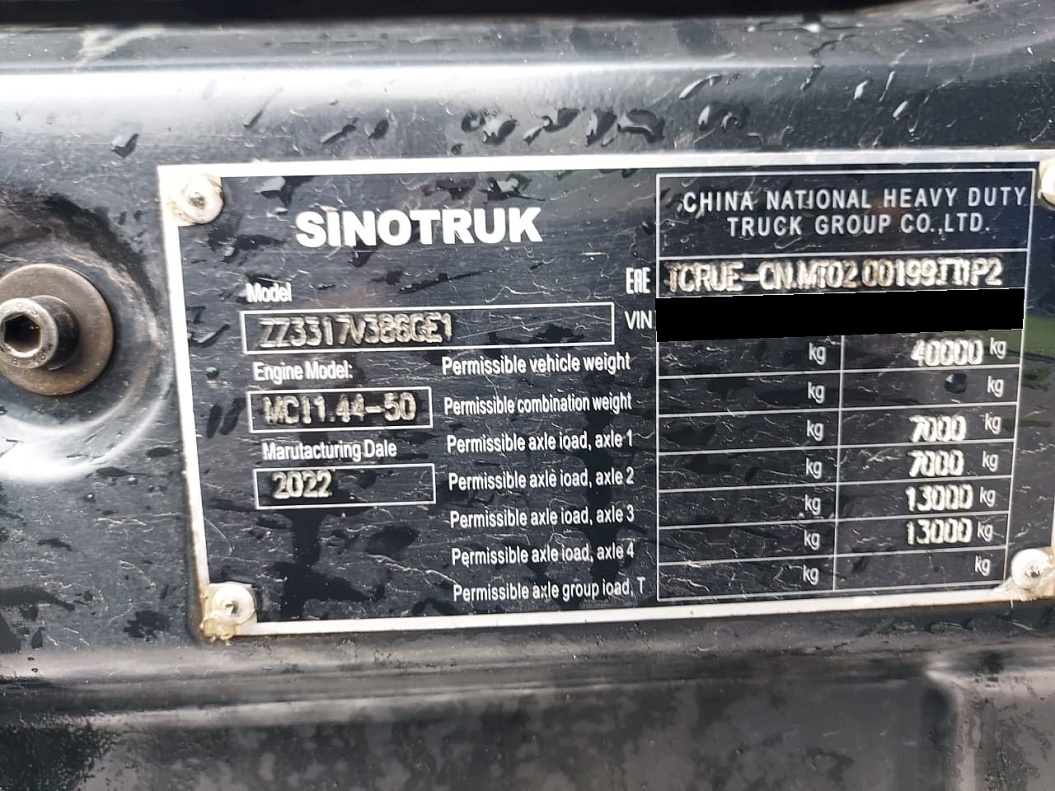 SINOTRUK
CHINA NATIONAL HEAVY DUTY
TRUCK GROUP CO.,LTD.
EAE TCRUE-CN.MT02.00199.ПIP2
Model
VIN
ZZ3317V386GE1
Engine Model:
MC11.44-50
Marutacturing Dale
2022
Permissible vehicle weight kg 40000 kg
Permissible combination weight kg kg
Permissible axle ioad, axle 1 kg 7000 kg
Permissible axle ioad, axle 2 kg 7000 kg
Permissible axle ioad, axle 3 kg 13000 kg
Permissible axle ioad, axle 4 kg 13000 kg
Permissible axle group ioad, T kg kg